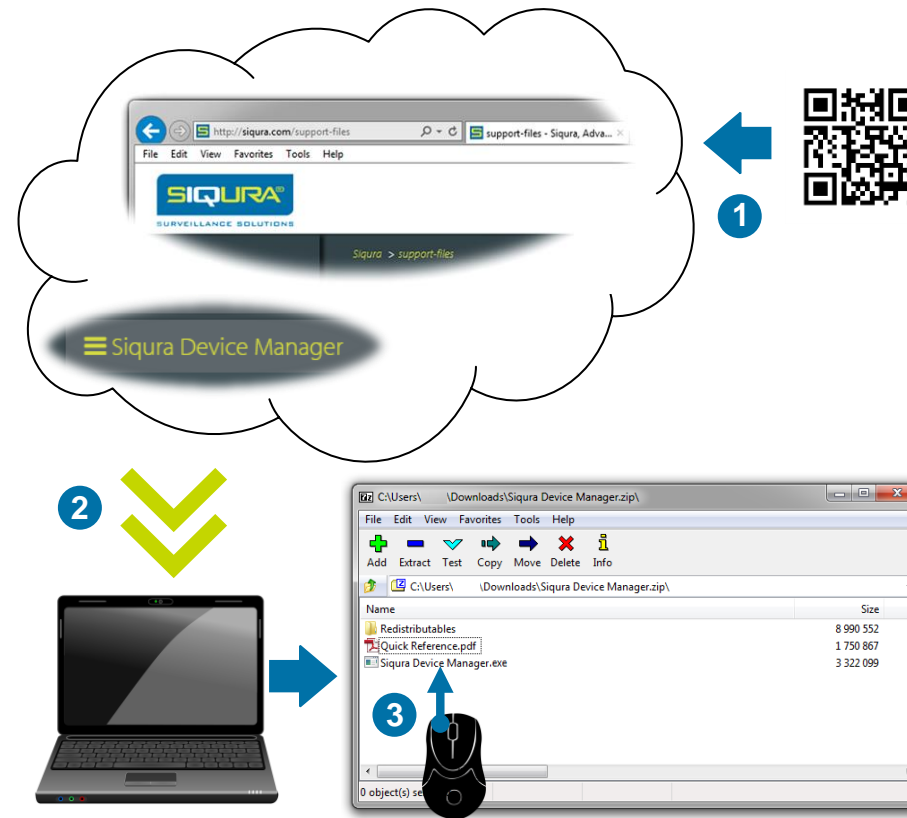 http://siqura.com/support-files
support-files - Siqura, Adva...
File Edit View Favorites Tools Help
SIQURA®
SURVEILLANCE SOLUTIONS
Siqura > support-files
1
Siqura Device Manager
2
C:\Users\ \Downloads\Siqura Device Manager.zip\
File Edit View Favorites Tools Help
Add Extract Test Copy Move Delete Info
C:\Users\ \Downloads\Siqura Device Manager.zip\
Name Size
Redistributables 8 990 552
Quick Reference.pdf 1 750 867
Siqura Device Manager.exe 3 322 099
3
0 object(s)